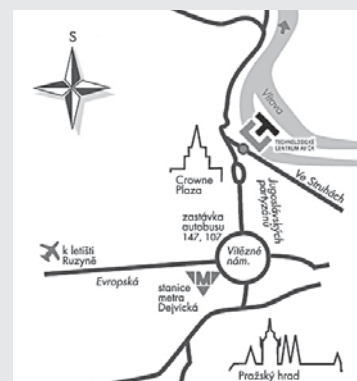 S
Vltava
TECHNOLOGICKÉ
CENTRUM AV ČR
Crowne
Plaza
Ve Struhách
Jugoslávských
partyzánů
zastávka
autobusu
147, 107
Vítězné
nám.
k letišti
Ruzyně
Evropská
M
stanice
metra
Dejvická
Pražský hrad